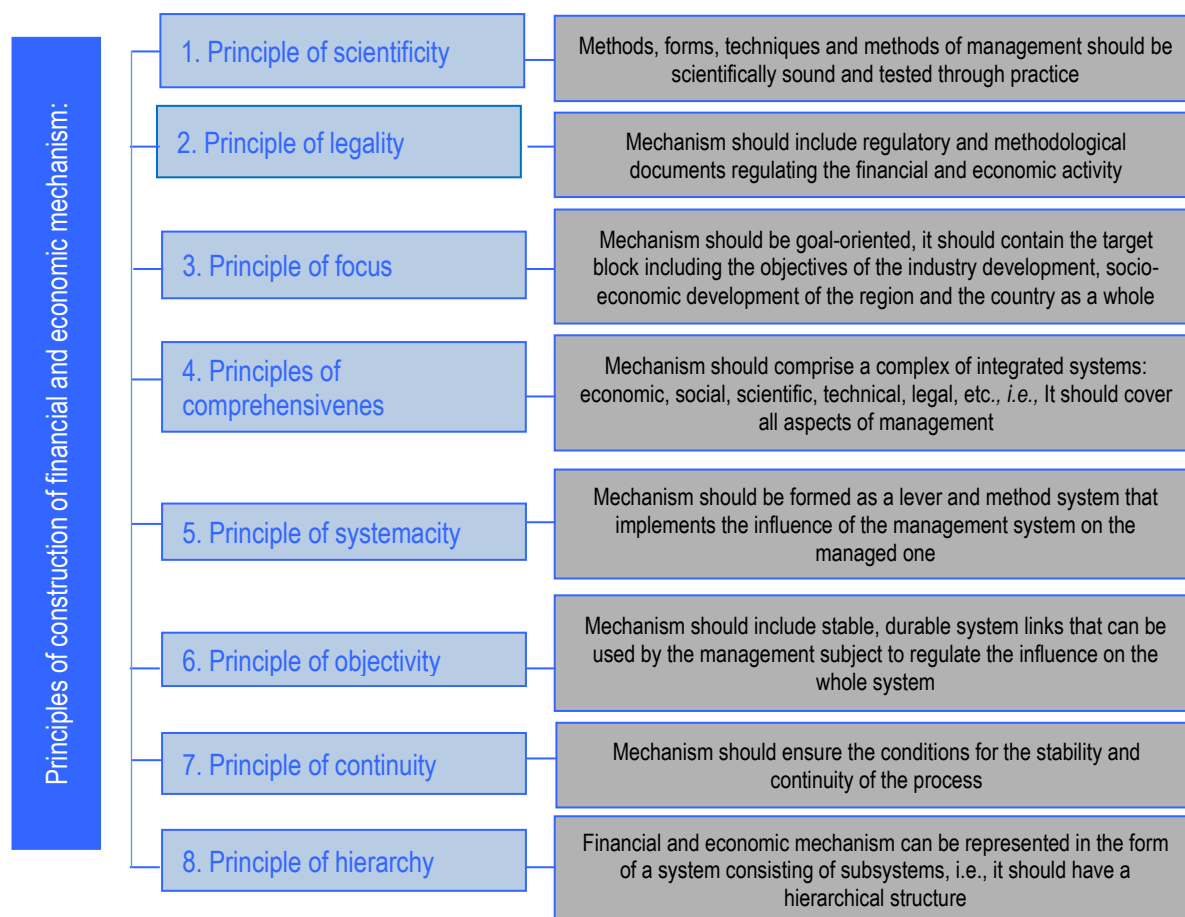 Principles of construction of financial and economic mechanism:
1. Principle of scientificity
Methods, forms, techniques and methods of management should be
scientifically sound and tested through practice
2. Principle of legality
Mechanism should include regulatory and methodological
documents regulating the financial and economic activity
3. Principle of focus
Mechanism should be goal-oriented, it should contain the target
block including the objectives of the industry development, socio-
economic development of the region and the country as a whole
4. Principles of
comprehensivenes
Mechanism should comprise a complex of integrated systems:
economic, social, scientific, technical, legal, etc., i.e., It should cover
all aspects of management
5. Principle of systemacity
Mechanism should be formed as a lever and method system that
implements the influence of the management system on the
managed one
6. Principle of objectivity
Mechanism should include stable, durable system links that can be
used by the management subject to regulate the influence on the
whole system
7. Principle of continuity
Mechanism should ensure the conditions for the stability and
continuity of the process
8. Principle of hierarchy
Financial and economic mechanism can be represented in the form
of a system consisting of subsystems, i.e., it should have a
hierarchical structure